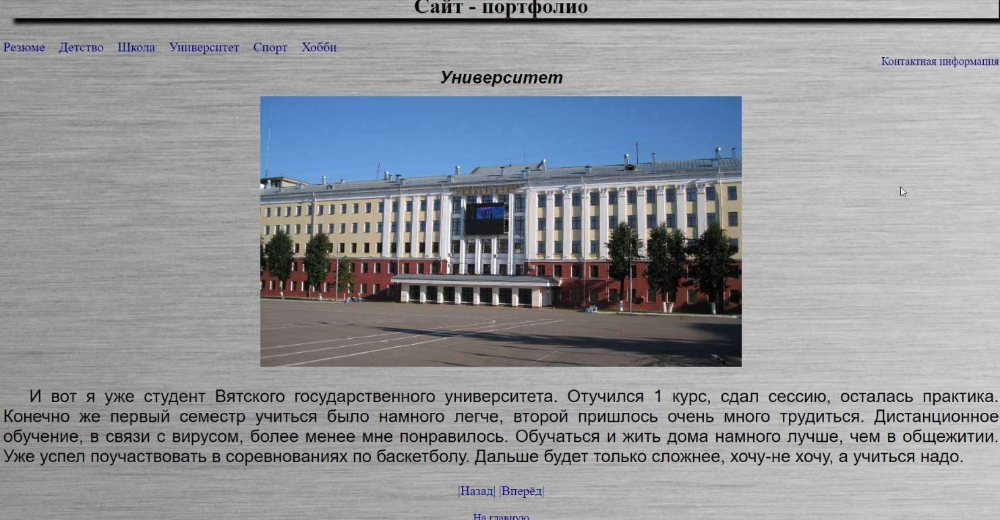 Сайт - портфолио
Резюме Детство Школа Университет Спорт Хобби
Контактная информация
Университет
И вот я уже студент Вятского государственного университета. Отучился 1 курс, сдал сессию, осталась практика.
Конечно же первый семестр учиться было намного легче, второй пришлось очень много трудиться. Дистанционное
обучение, в связи с вирусом, более менее мне понравилось. Обучаться и жить дома намного лучше, чем в общежитии.
Уже успел поучаствовать в соревнованиях по баскетболу. Дальше будет только сложнее, хочу-не хочу, а учиться надо.
|Назад| |Вперёд|
На главную